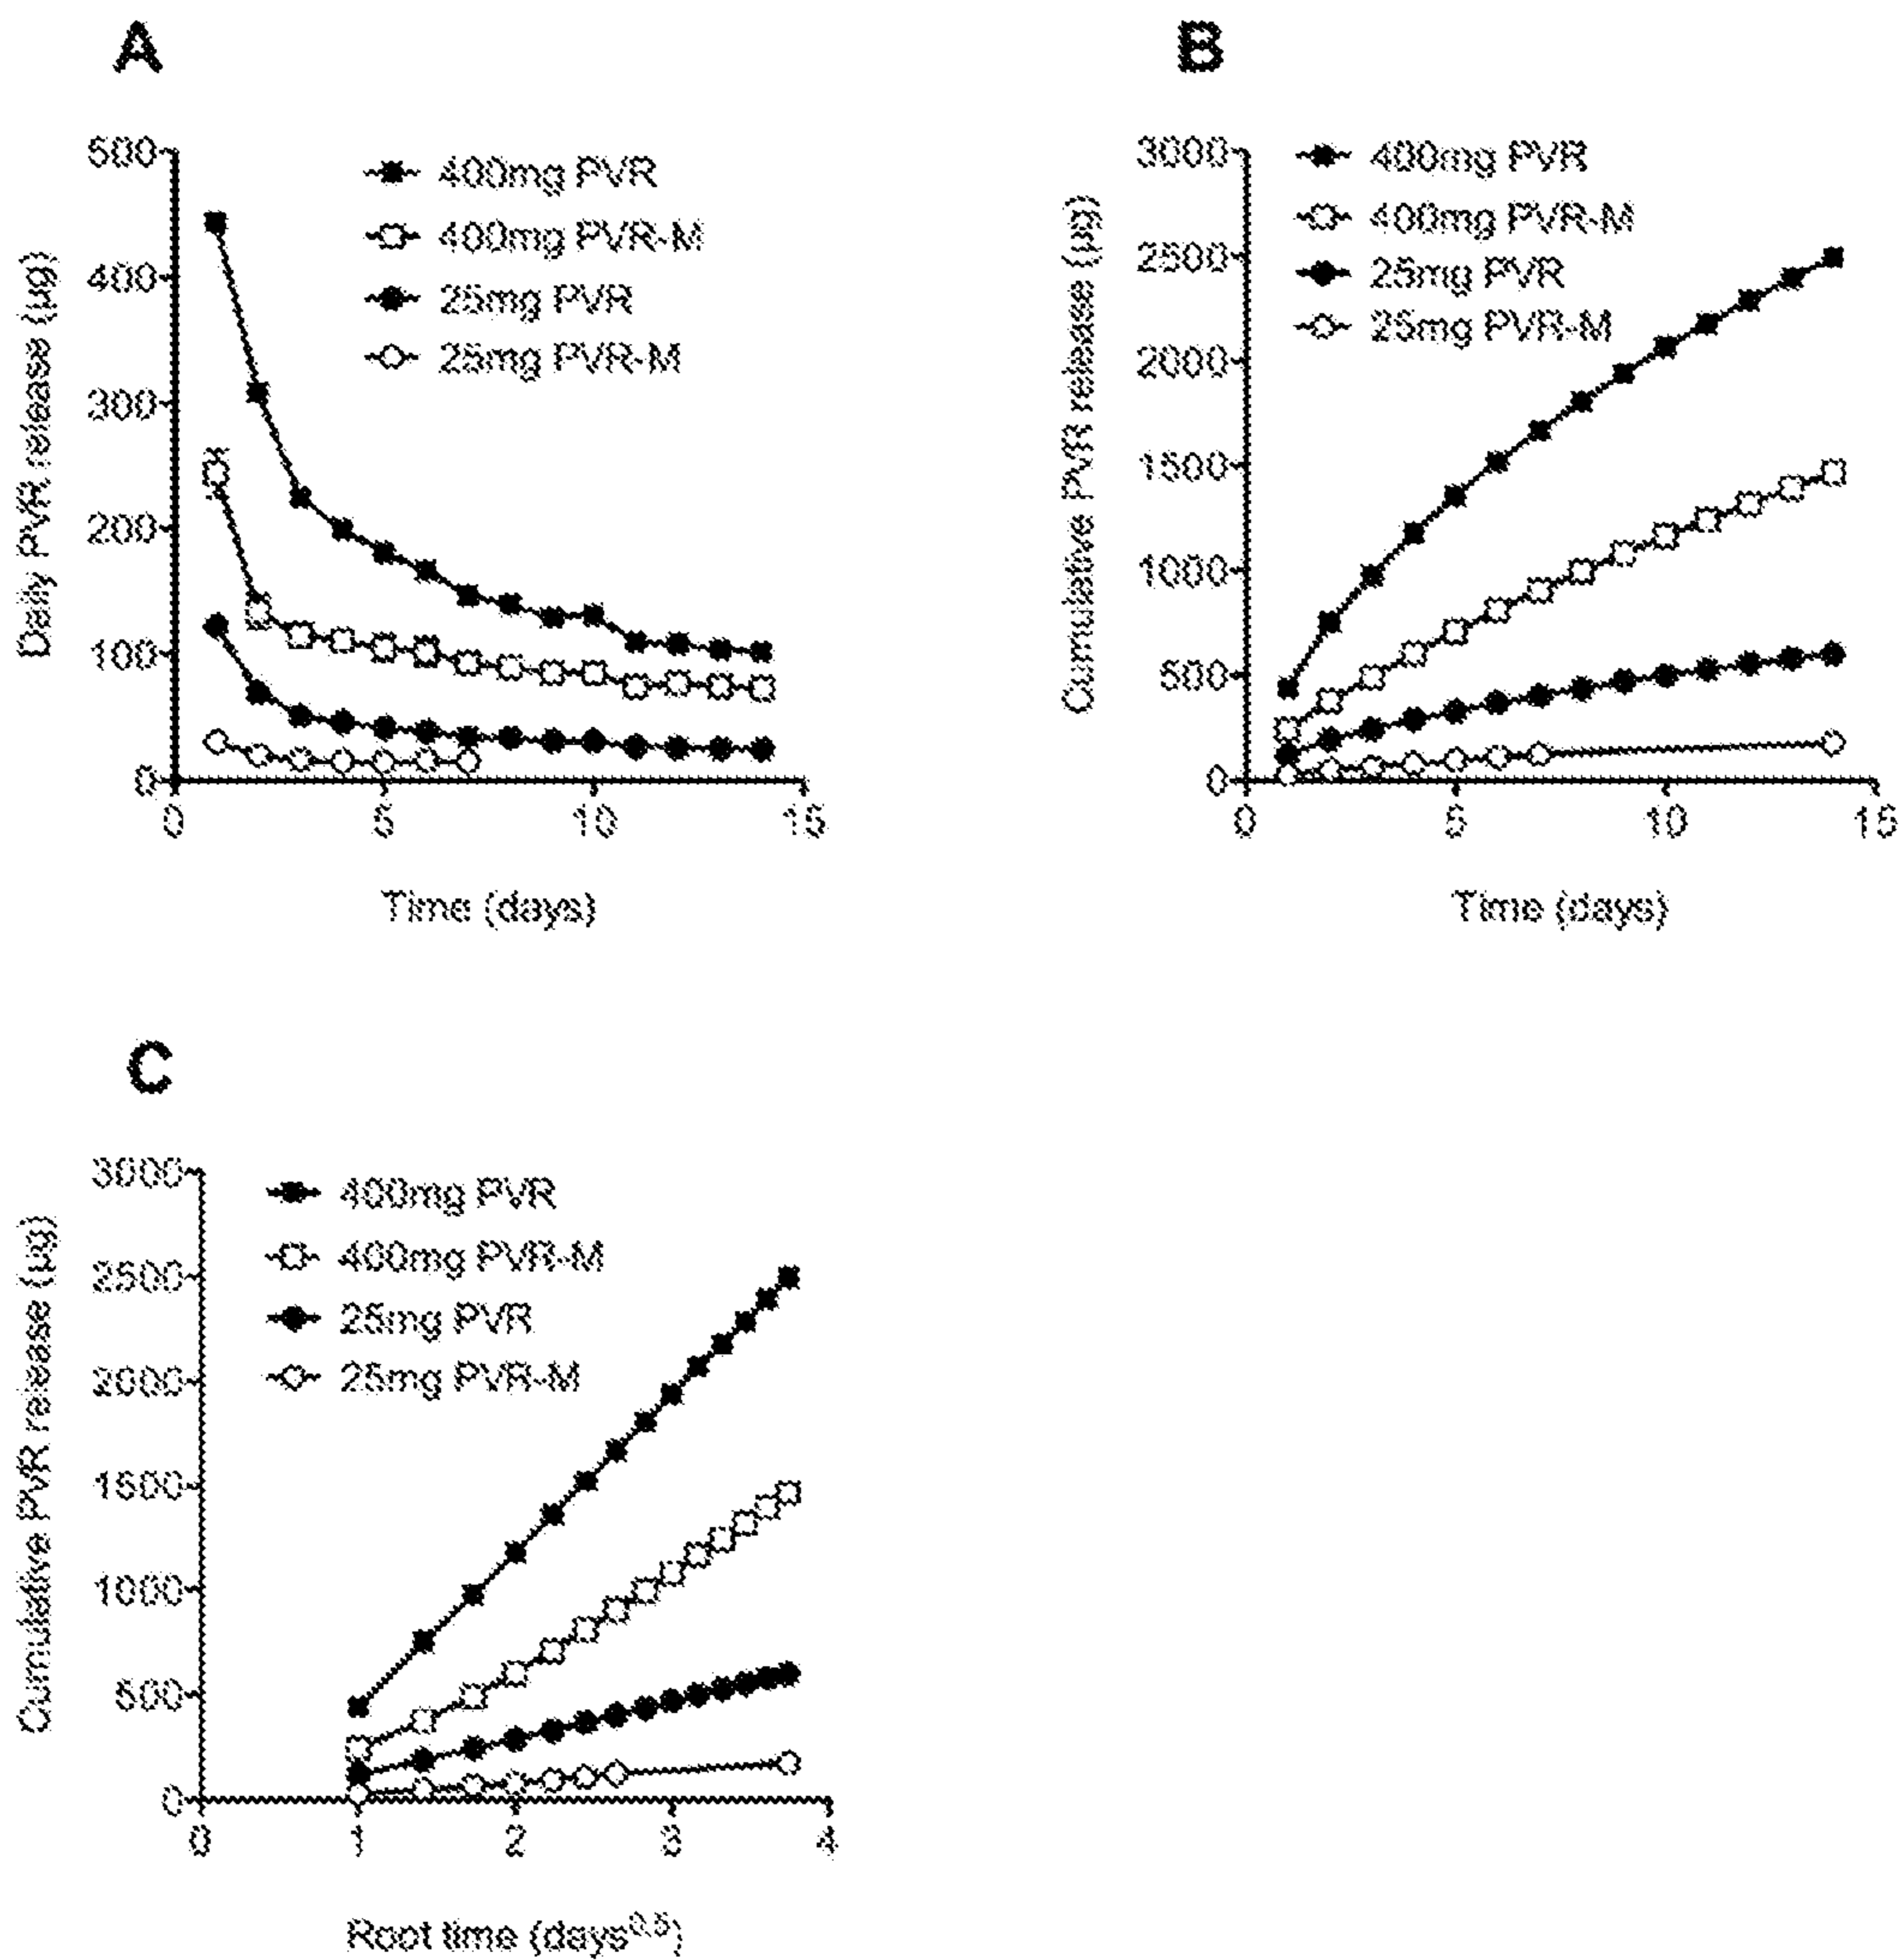 A
500
400
300
200
100
0
Daily PVR release (µg)
400mg PVR
400mg PVR-M
25mg PVR
25mg PVR-M
0 5 10 15
Time (days)
B
3000
2500
2000
1500
1000
500
0
Cumulative PVR release (µg)
400mg PVR
400mg PVR-M
25mg PVR
25mg PVR-M
0 5 10 15
Time (days)
C
3000
2500
2000
1500
1000
500
0
Cumulative PVR release (µg)
400mg PVR
400mg PVR-M
25mg PVR
25mg PVR-M
0 1 2 3 4
Root time (days⁰·⁵)